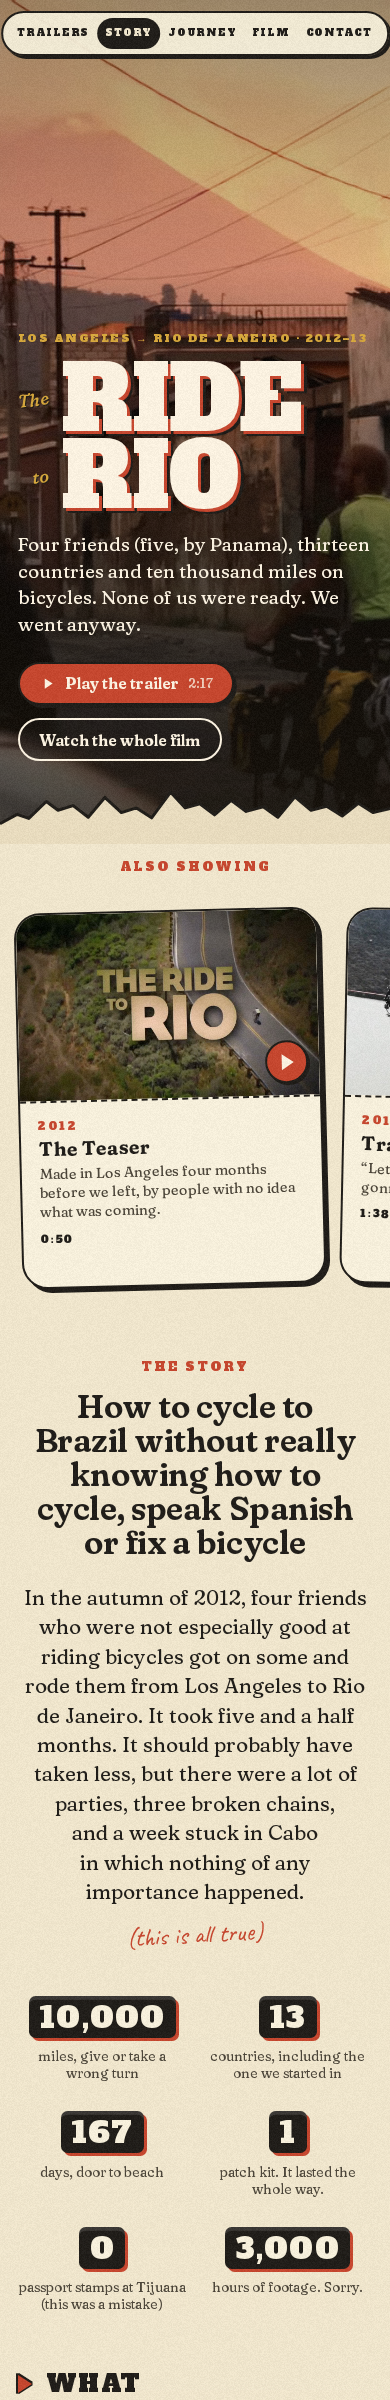 TRAILERS STORY JOURNEY FILM CONTACT
LOS ANGELES → RIO DE JANEIRO · 2012–13
The RIDE
to RIO
Four friends (five, by Panama), thirteen
countries and ten thousand miles on
bicycles. None of us were ready. We
went anyway.
Play the trailer 2:17
Watch the whole film
ALSO SHOWING
THE RIDE
TO RIO
2012
The Teaser
Made in Los Angeles four months
before we left, by people with no idea
what was coming.
0:50
“Let
1:38
THE STORY
How to cycle to
Brazil without really
knowing how to
cycle, speak Spanish
or fix a bicycle
In the autumn of 2012, four friends
who were not especially good at
riding bicycles got on some and
rode them from Los Angeles to Rio
de Janeiro. It took five and a half
months. It should probably have
taken less, but there were a lot of
parties, three broken chains,
and a week stuck in Cabo
in which nothing of any
importance happened.
(this is all true)
10,000
miles, give or take a
wrong turn
13
countries, including the
one we started in
167
days, door to beach
1
patch kit. It lasted the
whole way.
0
passport stamps at Tijuana
(this was a mistake)
3,000
hours of footage. Sorry.
WHAT